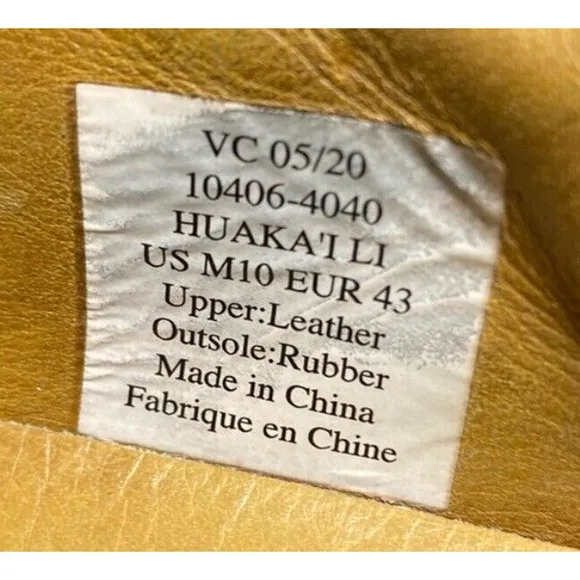 VC 05/20
10406-4040
HUAKA'I LI
US M10 EUR 43
Upper:Leather
Outsole:Rubber
Made in China
Fabrique en Chine